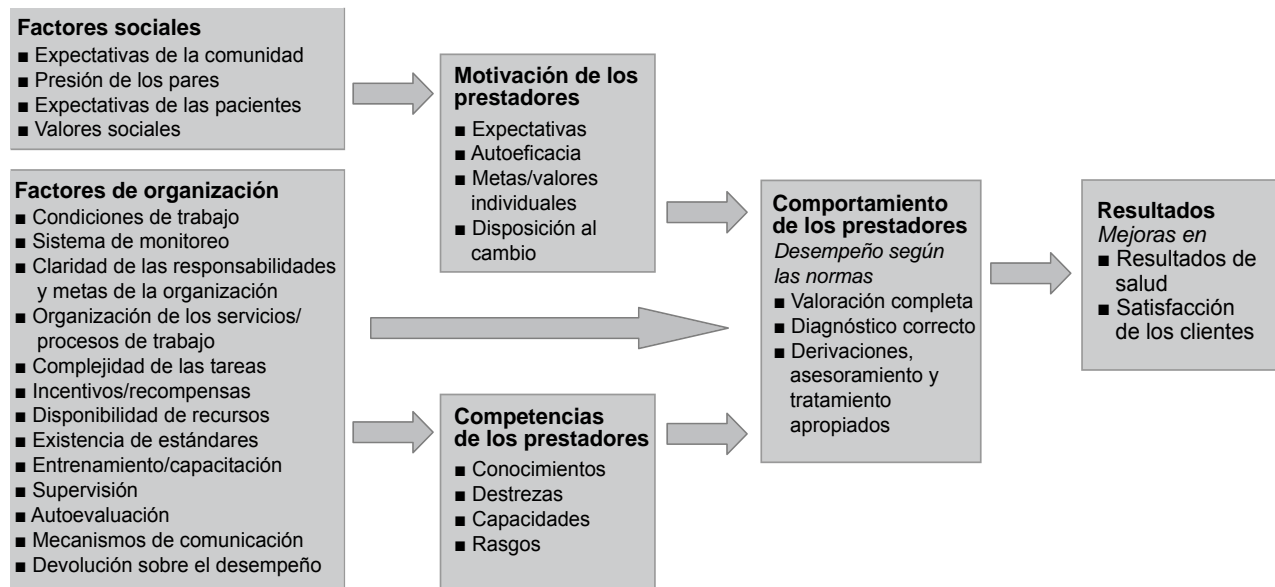 Factores sociales
■ Expectativas de la comunidad
■ Presión de los pares
■ Expectativas de las pacientes
■ Valores sociales
Factores de organización
■ Condiciones de trabajo
■ Sistema de monitoreo
■ Claridad de las responsabilidades
y metas de la organización
■ Organización de los servicios/
procesos de trabajo
■ Complejidad de las tareas
■ Incentivos/recompensas
■ Disponibilidad de recursos
■ Existencia de estándares
■ Entrenamiento/capacitación
■ Supervisión
■ Autoevaluación
■ Mecanismos de comunicación
■ Devolución sobre el desempeño
Motivación de los
prestadores
■ Expectativas
■ Autoeficacia
■ Metas/valores
individuales
■ Disposición al
cambio
Competencias
de los prestadores
■ Conocimientos
■ Destrezas
■ Capacidades
■ Rasgos
Comportamiento
de los prestadores
Desempeño según
las normas
■ Valoración completa
■ Diagnóstico correcto
■ Derivaciones,
asesoramiento y
tratamiento
apropiados
Resultados
Mejoras en
■ Resultados de
salud
■ Satisfacción
de los clientes